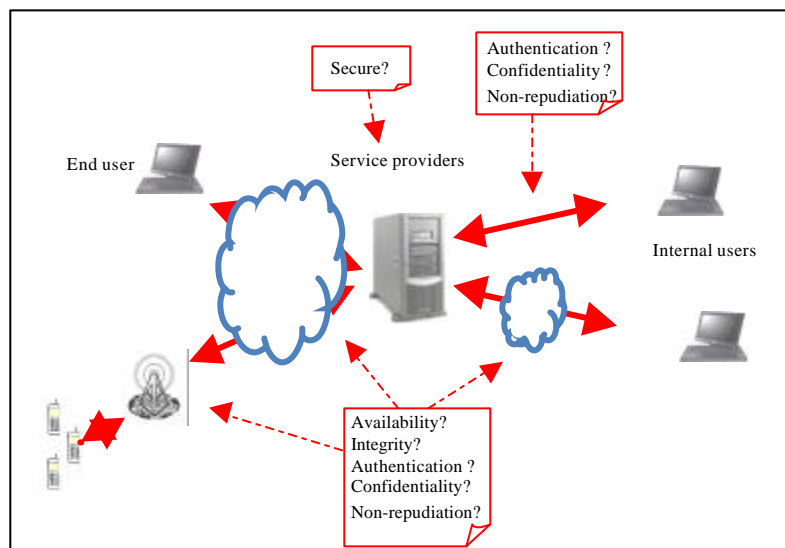 Secure?
Authentication ?
Confidentiality ?
Non-repudiation?
End user
Service providers
Internal users
Availability?
Integrity?
Authentication ?
Confidentiality?
Non-repudiation?